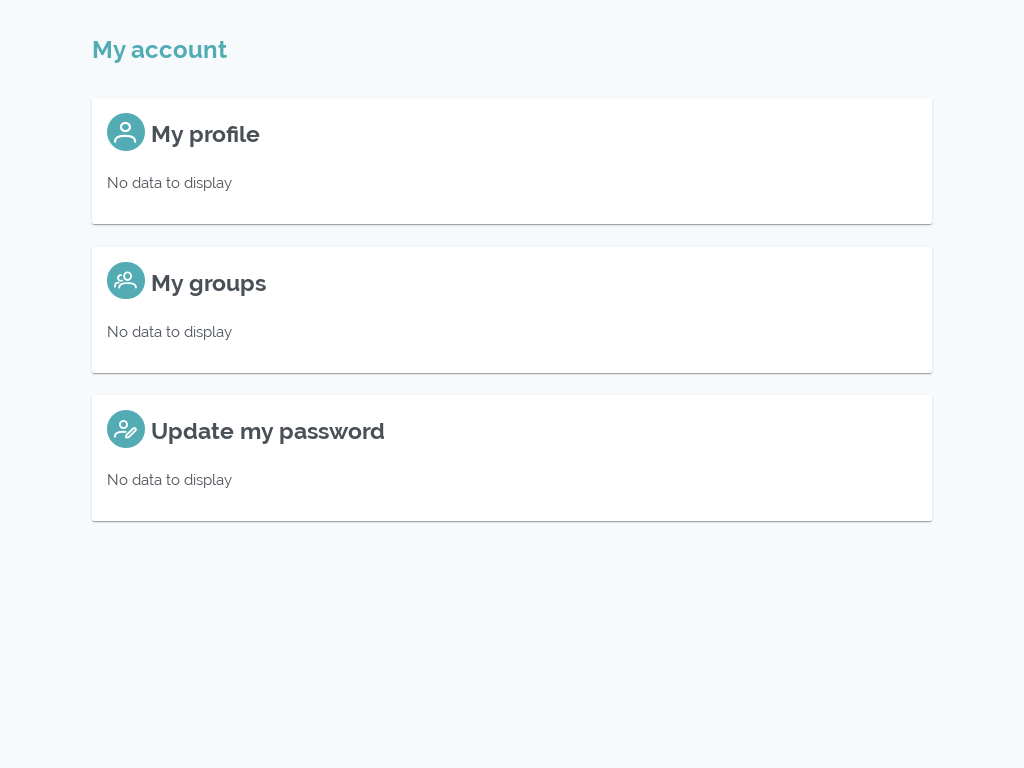 My account
My profile
No data to display
My groups
No data to display
Update my password
No data to display